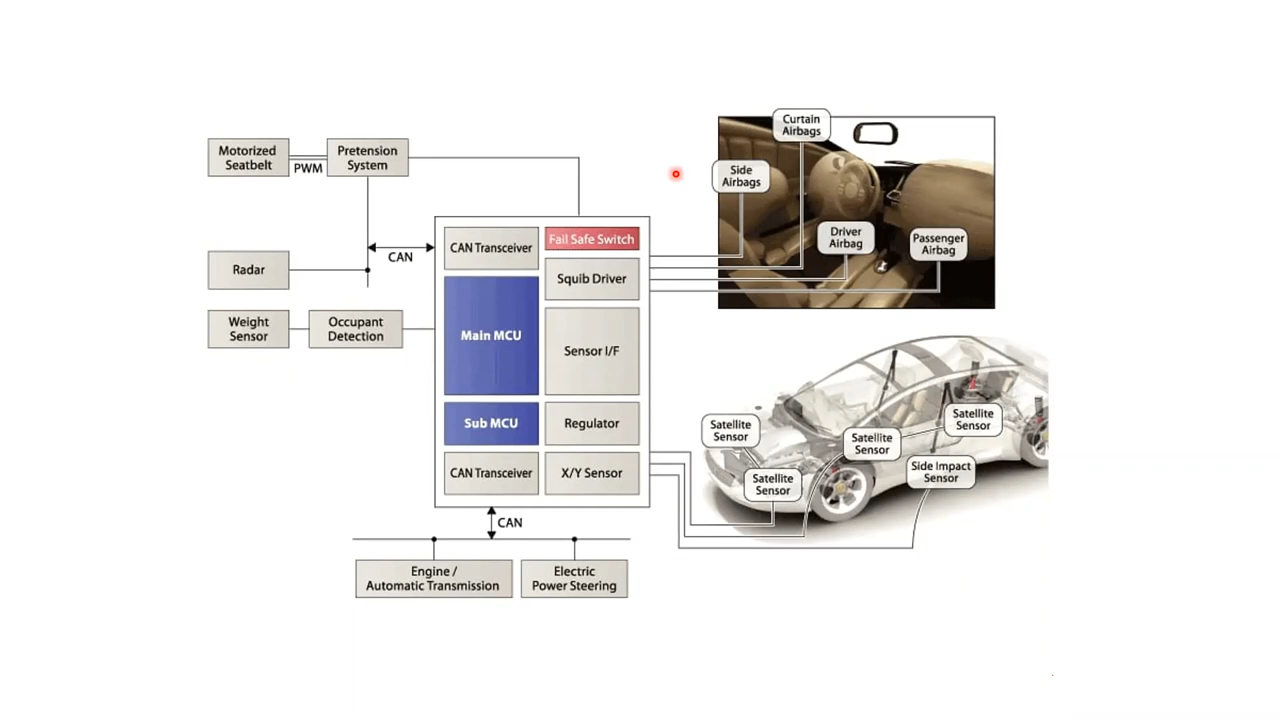 Motorized
Seatbelt
PWM
Pretension
System
Radar
CAN
Weight
Sensor
Occupant
Detection
CAN Transceiver
Fail Safe Switch
Squib Driver
Main MCU
Sensor I/F
Sub MCU
Regulator
CAN Transceiver
X/Y Sensor
CAN
Engine /
Automatic Transmission
Electric
Power Steering
Curtain
Airbags
Side
Airbags
Driver
Airbag
Passenger
Airbag
Satellite
Sensor
Satellite
Sensor
Satellite
Sensor
Satellite
Sensor
Side Impact
Sensor